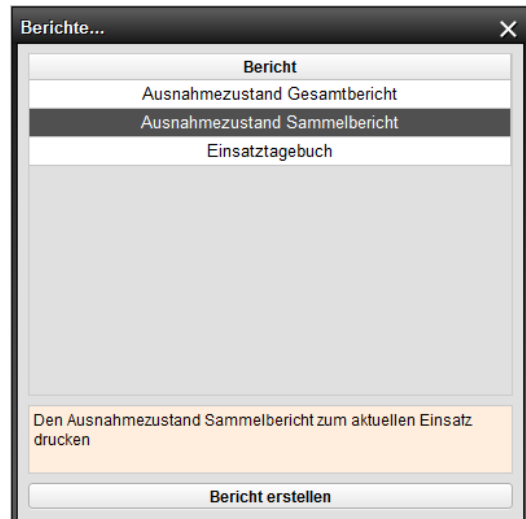 Berichte...
Bericht
Ausnahmezustand Gesamtbericht
Ausnahmezustand Sammelbericht
Einsatztagebuch
Den Ausnahmezustand Sammelbericht zum aktuellen Einsatz
drucken
Bericht erstellen